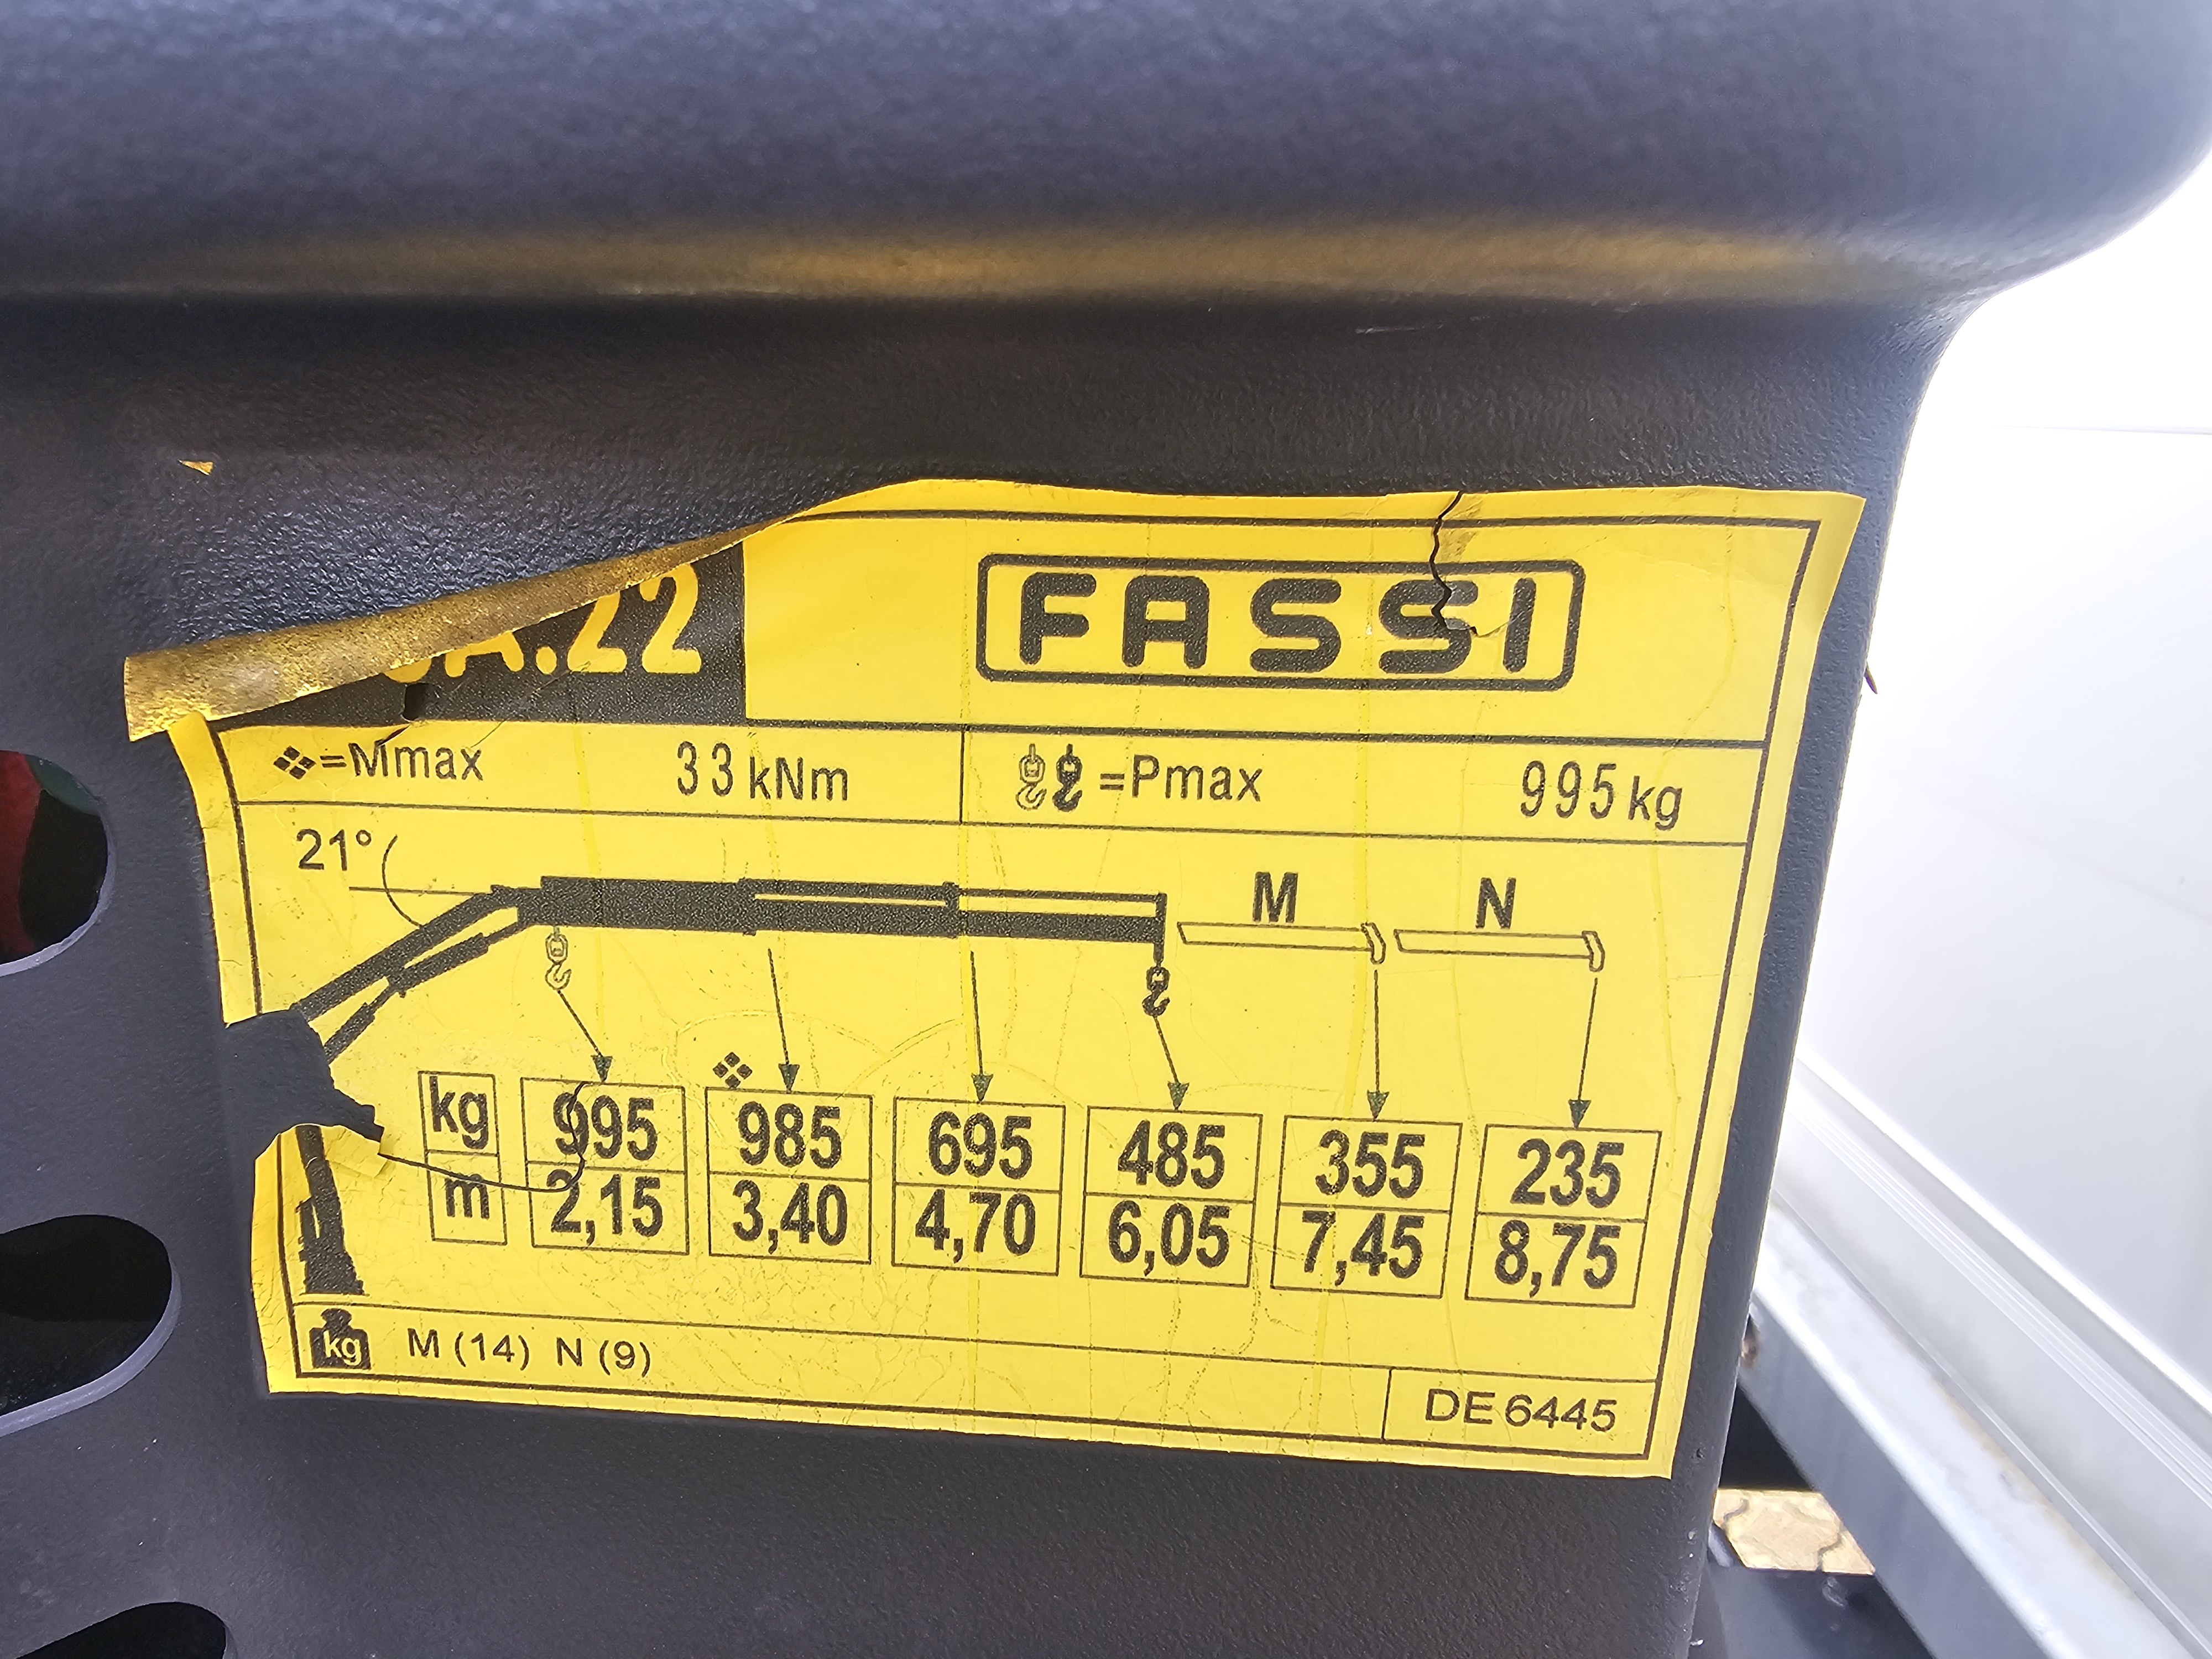 A.22
FASSI
=Mmax 33 kNm
=Pmax 995 kg
21°
M N
kg 995 985 695 485 355 235
m 2,15 3,40 4,70 6,05 7,45 8,75
kg M (14) N (9)
DE 6445